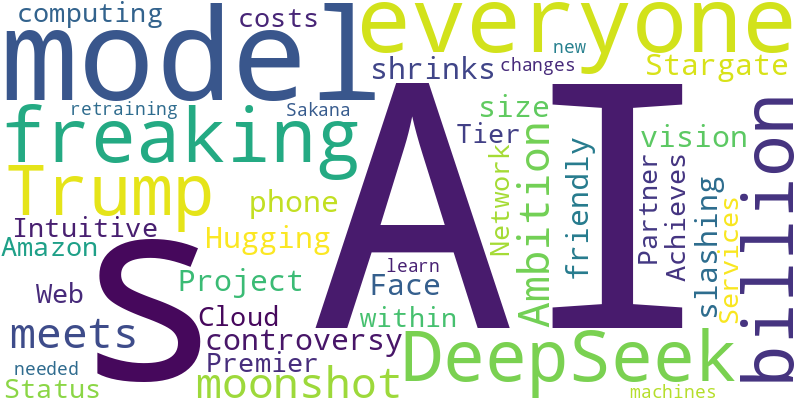 computing
costs
everyone
new
model
shrinks
changes
Stargate
retraining
Sakana
AI
size
freaking
Tier
vision
billion
Network
Ambition
friendly
Partner
Achieves
slashing
Services
Trump
phone
Intuitive
Hugging
Amazon
s
learn
Project
Face
Web
Cloud
within
meets
controversy
DeepSeek
Premier
needed
Status
moonshot
machines